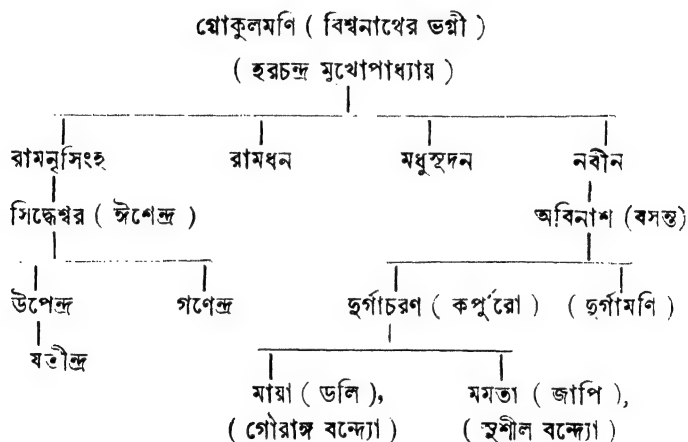 গোকুলমণি ( বিশ্বনাথের ভগ্নী )
( হরচন্দ্র মুখোপাধ্যায় )
রামনৃসিংহ রামধন মধুসূদন নবীন
সিদ্ধেশ্বর ( ঈশেন্দ্র ) অবিনাশ (বসন্ত)
উপেন্দ্র গণেন্দ্র দুর্গাচরণ ( কর্পুরো ) ( দুর্গামণি )
যতীন্দ্র
মায়া ( ডলি ), মমতা ( জাপি ),
( গৌরাঙ্গ বন্দ্যো ) ( সুশীল বন্দ্যো )